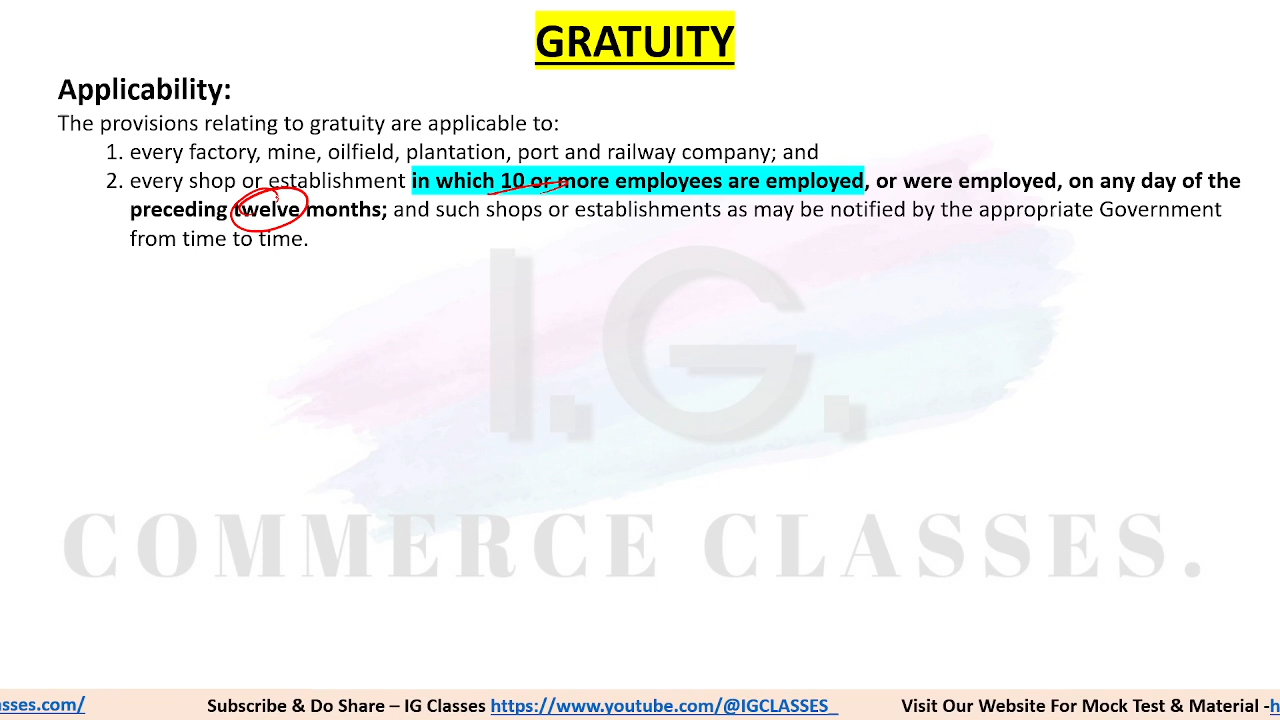 GRATUITY
Applicability:
The provisions relating to gratuity are applicable to:
1. every factory, mine, oilfield, plantation, port and railway company; and
2. every shop or establishment in which 10 or more employees are employed, or were employed, on any day of the
preceding twelve months; and such shops or establishments as may be notified by the appropriate Government
from time to time.
I.G.
COMMERCE CLASSES.
asses.com/ Subscribe & Do Share – IG Classes https://www.youtube.com/@IGCLASSES_ Visit Our Website For Mock Test & Material -h